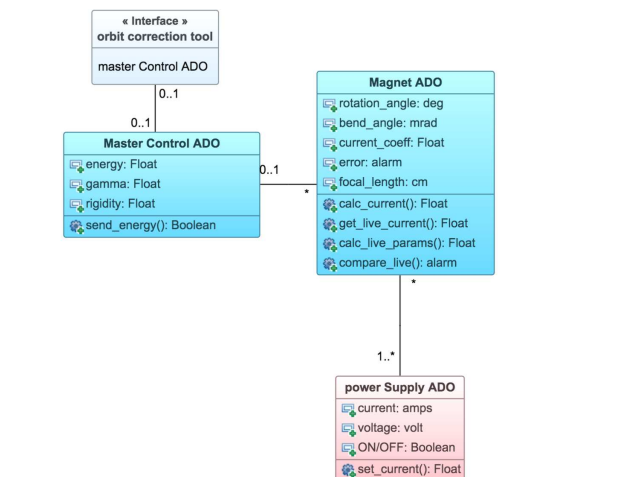 « Interface »
orbit correction tool
master Control ADO
0..1
0..1
Master Control ADO
energy: Float
gamma: Float
rigidity: Float
send_energy(): Boolean
0..1
*
Magnet ADO
rotation_angle: deg
bend_angle: mrad
current_coeff: Float
error: alarm
focal_length: cm
calc_current(): Float
get_live_current(): Float
calc_live_params(): Float
compare_live(): alarm
*
1..*
power Supply ADO
current: amps
voltage: volt
ON/OFF: Boolean
set_current(): Float